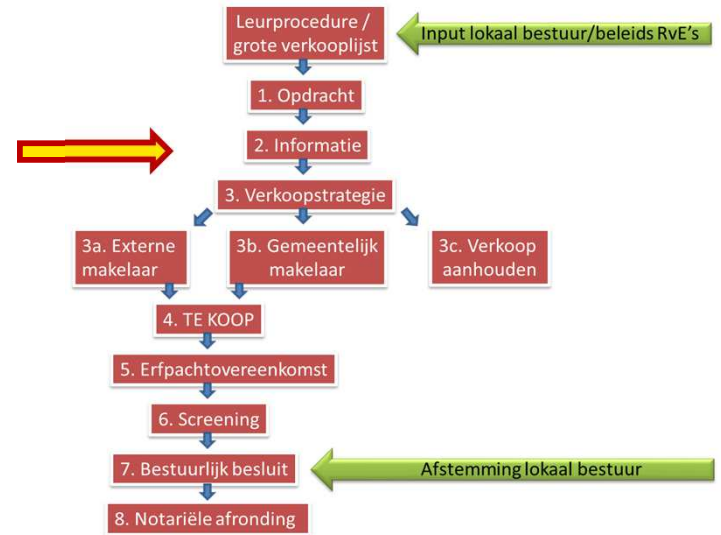 Leurprocedure /
grote verkooplijst
Input lokaal bestuur/beleids RvE's
1. Opdracht
2. Informatie
3. Verkoopstrategie
3a. Externe
makelaar
3b. Gemeentelijk
makelaar
3c. Verkoop
aanhouden
4. TE KOOP
5. Erfpachtovereenkomst
6. Screening
7. Bestuurlijk besluit
Afstemming lokaal bestuur
8. Notariële afronding